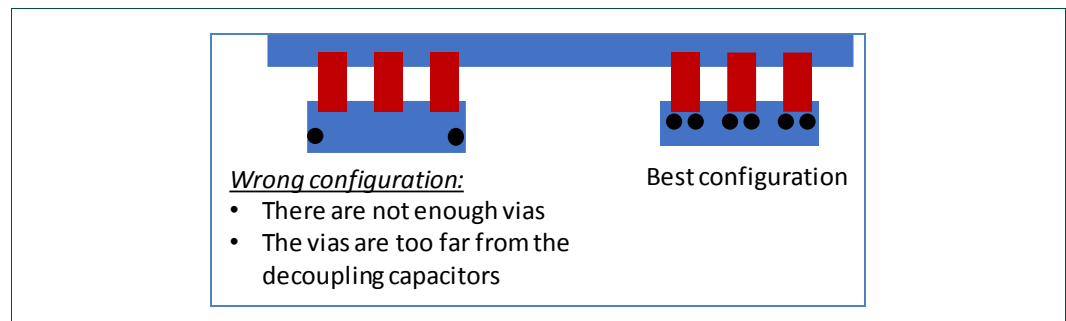 Wrong configuration:
• There are not enough vias
• The vias are too far from the
decoupling capacitors
Best configuration